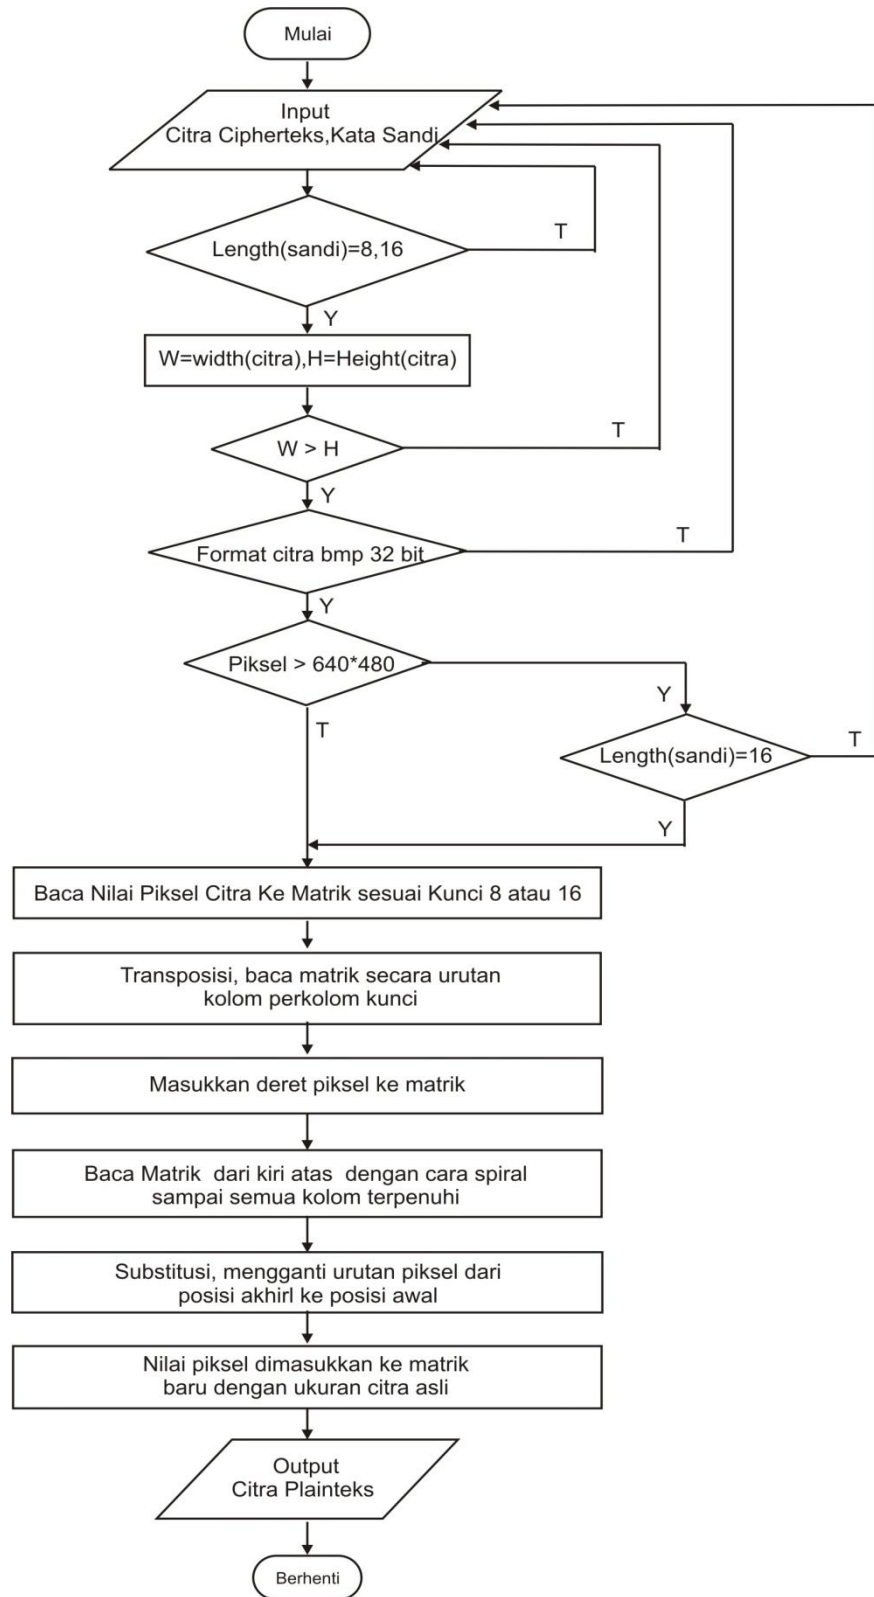 Mulai
Input
Citra Cipherteks,Kata Sandi
Length(sandi)=8,16
T
Y
W=width(citra),H=Height(citra)
W > H
T
Y
Format citra bmp 32 bit
T
Y
Piksel > 640*480
Y
T
Length(sandi)=16
T
Y
Baca Nilai Piksel Citra Ke Matrik sesuai Kunci 8 atau 16
Transposisi, baca matrik secara urutan
kolom perkolom kunci
Masukkan deret piksel ke matrik
Baca Matrik dari kiri atas dengan cara spiral
sampai semua kolom terpenuhi
Substitusi, mengganti urutan piksel dari
posisi akhirl ke posisi awal
Nilai piksel dimasukkan ke matrik
baru dengan ukuran citra asli
Output
Citra Plainteks
Berhenti